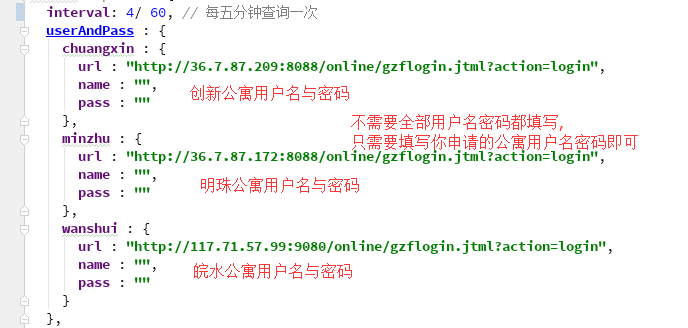 interval: 4/ 60, // 每五分钟查询一次
userAndPass : {
chuangxin : {
url : "http://36.7.87.209:8088/online/gzflogin.jtml?action=login",
name : "",
pass : ""
创新公寓用户名与密码
},
不需要全部用户名密码都填写,
只需要填写你申请的公寓用户名密码即可
minzhu : {
url : "http://36.7.87.172:8088/online/gzflogin.jtml?action=login",
name : "",
pass : ""
明珠公寓用户名与密码
},
wanshui : {
url : "http://117.71.57.99:9080/online/gzflogin.jtml?action=login",
name : "",
pass : ""
皖水公寓用户名与密码
}
},